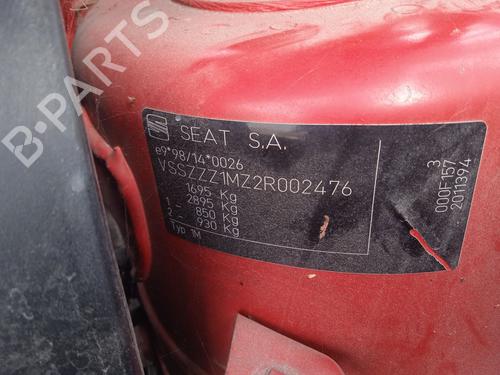 SEAT S.A.
e9*98/14*0026
VSSZZZ1MZ2R002476
1695 Kg
2895 Kg
1 - 850 Kg
2 - 930 Kg
Typ 1M
3
000F157
2011394
B-PARTS